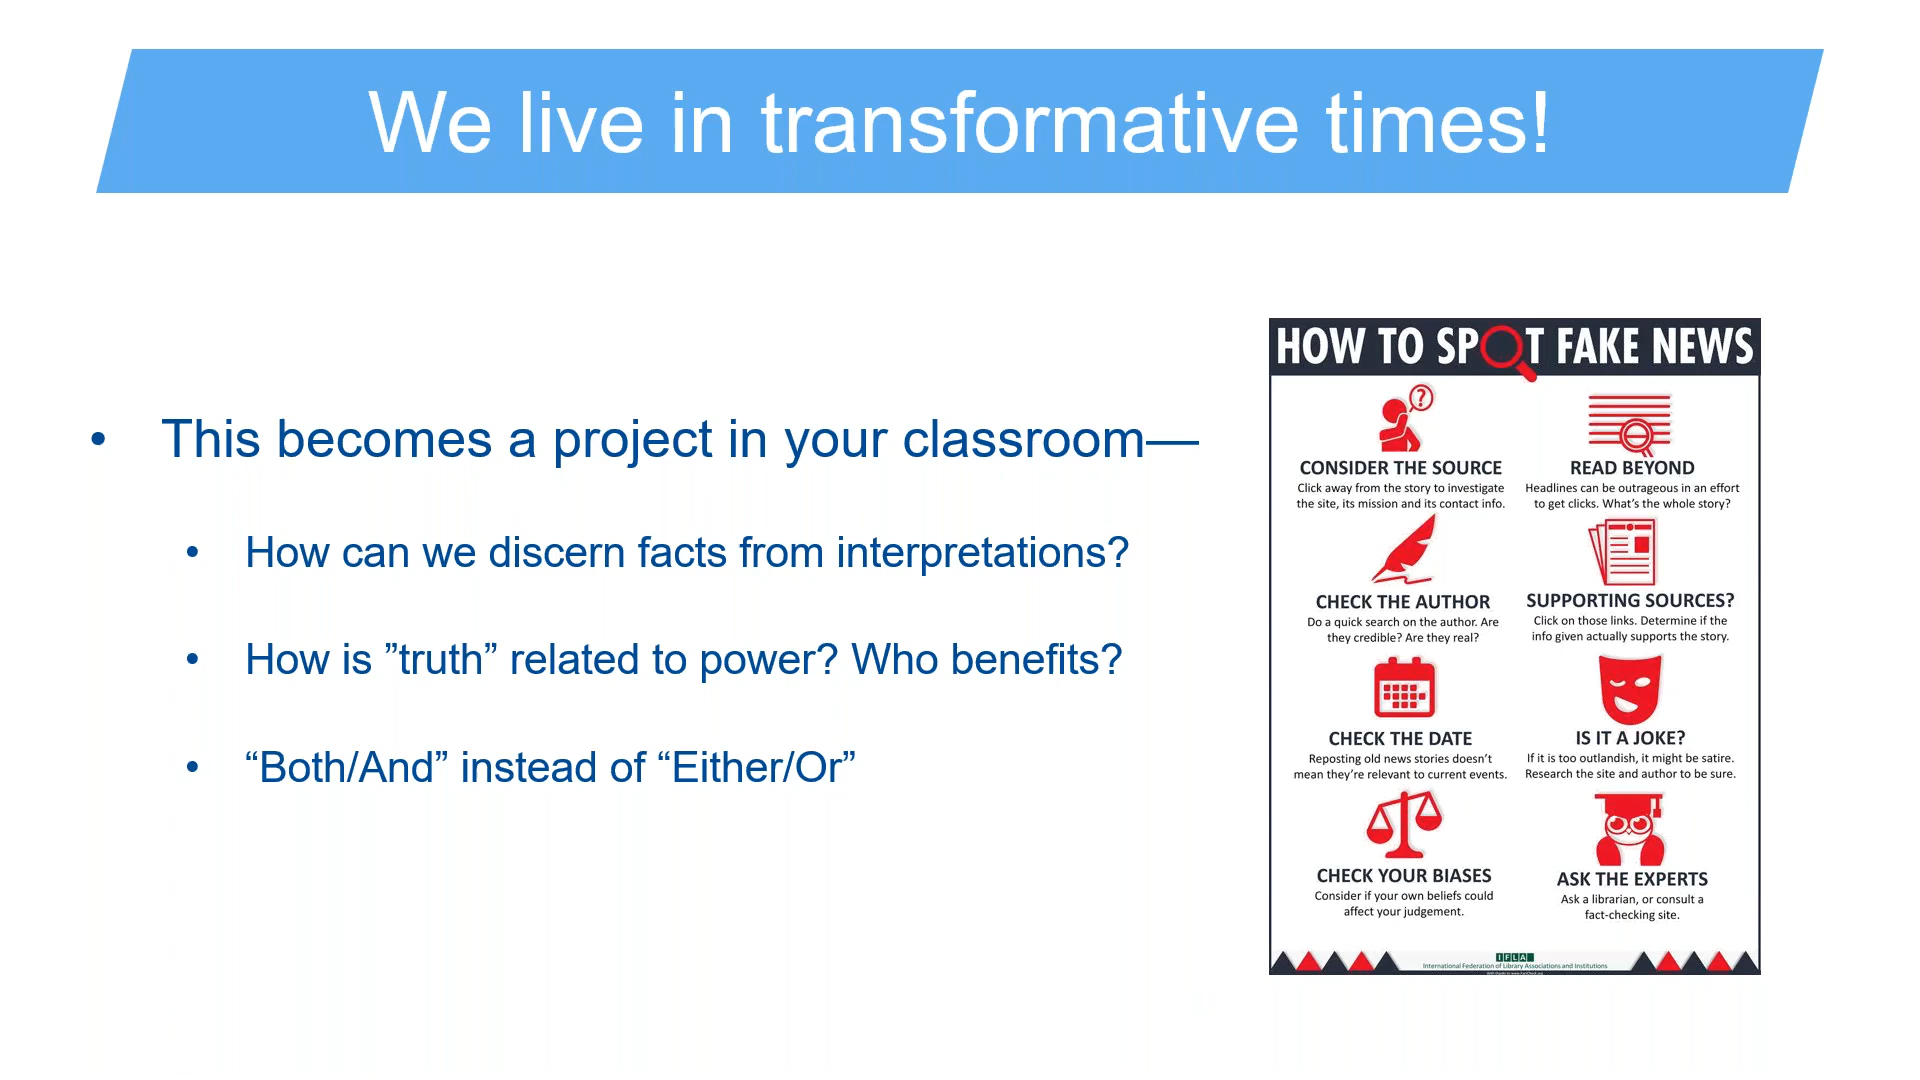 We live in transformative times!
• This becomes a project in your classroom—
• How can we discern facts from interpretations?
• How is ”truth” related to power? Who benefits?
• “Both/And” instead of “Either/Or”
HOW TO SPOT FAKE NEWS
CONSIDER THE SOURCE
Click away from the story to investigate
the site, its mission and its contact info.
READ BEYOND
Headlines can be outrageous in an effort
to get clicks. What's the whole story?
CHECK THE AUTHOR
Do a quick search on the author. Are
they credible? Are they real?
SUPPORTING SOURCES?
Click on those links. Determine if the
info given actually supports the story.
CHECK THE DATE
Reposting old news stories doesn't
mean they're relevant to current events.
IS IT A JOKE?
If it is too outlandish, it might be satire.
Research the site and author to be sure.
CHECK YOUR BIASES
Consider if your own beliefs could
affect your judgement.
ASK THE EXPERTS
Ask a librarian, or consult a
fact-checking site.
IFLA
International Federation of Library Associations and Institutions